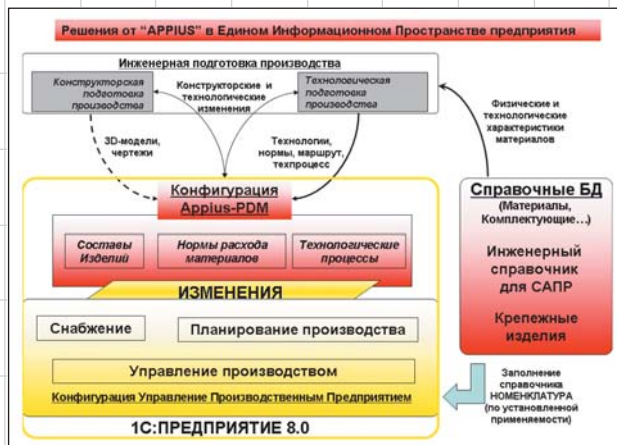 Решения от “APPIUS” в Едином Информационном Пространстве предприятия
Инженерная подготовка производства
Конструкторская
подготовка
производства
Конструкторские и
технологические
изменения
Технологическая
подготовка
производства
3D-модели,
чертежи
Технологии,
нормы, маршрут,
техпроцесс
Физические и
технологические
характеристики
материалов
Конфигурация
Appius-PDM
Составы
Изделий
Нормы расхода
материалов
Технологические
процессы
ИЗМЕНЕНИЯ
Снабжение
Планирование производства
Управление производством
Конфигурация Управление Производственным Предприятием
1С:ПРЕДПРИЯТИЕ 8.0
Справочные БД
(Материалы,
Комплектующие...)
Инженерный
справочник
для САПР
Крепежные
изделия
Заполнение
справочника
НОМЕНКЛАТУРА
(по установленной
применяемости)